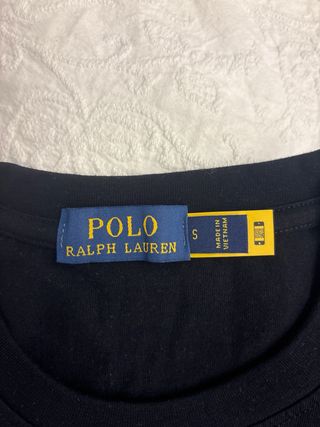 POLO
RALPH LAUREN
S
MADE IN
VIETNAM